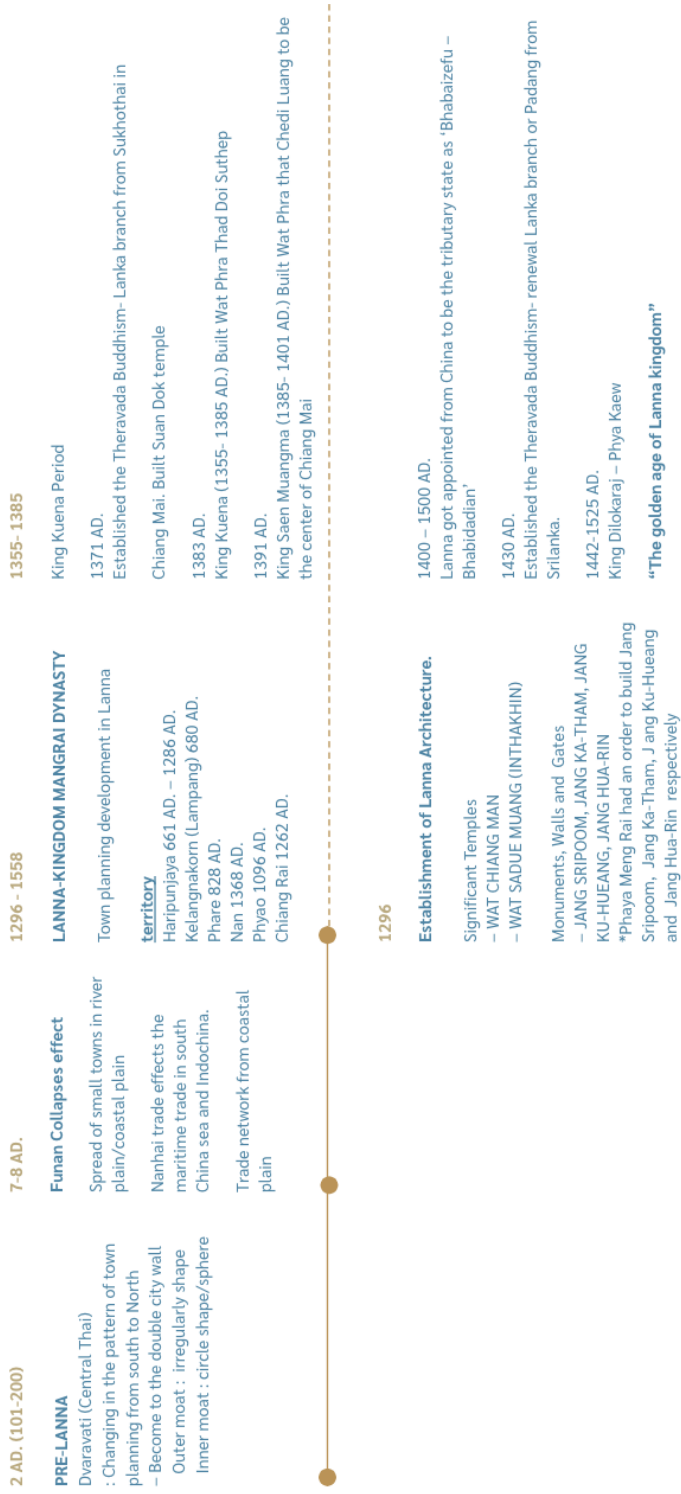 2 AD. (101-200)
PRE-LANNA
Dvaravati (Central Thai)
: Changing in the pattern of town
planning from south to North
– Become to the double city wall
Outer moat : irregularly shape
Inner moat : circle shape/sphere
7-8 AD.
Funan Collapses effect
Spread of small towns in river
plain/coastal plain
Nanhai trade effects the
maritime trade in south
China sea and Indochina.
Trade network from coastal
plain
1296 - 1558
LANNA-KINGDOM MANGRAI DYNASTY
Town planning development in Lanna
territory
Haripunjaya 661 AD. – 1286 AD.
Kelangnakorn (Lampang) 680 AD.
Phare 828 AD.
Nan 1368 AD.
Phyao 1096 AD.
Chiang Rai 1262 AD.
1355- 1385
King Kuena Period
1371 AD.
Established the Theravada Buddhism- Lanka branch from Sukhothai in
Chiang Mai. Built Suan Dok temple
1383 AD.
King Kuena (1355- 1385 AD.) Built Wat Phra Thad Doi Suthep
1391 AD.
King Saen Muangma (1385- 1401 AD.) Built Wat Phra that Chedi Luang to be
the center of Chiang Mai
1296
Establishment of Lanna Architecture.
Significant Temples
– WAT CHIANG MAN
– WAT SADUE MUANG (INTHAKHIN)
Monuments, Walls and Gates
– JANG SRIPOOM, JANG KA-THAM, JANG
KU-HUEANG, JANG HUA-RIN
*Phaya Meng Rai had an order to build Jang
Sripoom, Jang Ka-Tham, J ang Ku-Hueang
and Jang Hua-Rin, respectively
1400 – 1500 AD.
Lanna got appointed from China to be the tributary state as ‘Bhabaizefu –
Bhabidadian’
1430 AD.
Established the Theravada Buddhism- renewal Lanka branch or Padang from
Srilanka.
1442-1525 AD.
King Dilokaraj – Phya Kaew
“The golden age of Lanna kingdom”